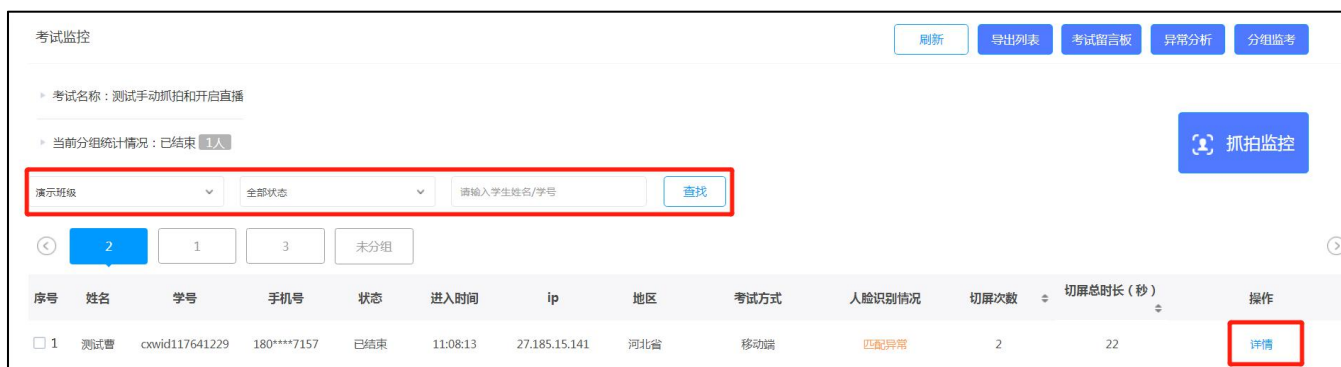 考试监控 刷新 导出列表 考试留言板 异常分析 分组监考
考试名称：测试手动抓拍和开启直播
当前分组统计情况：已结束 1人
抓拍监控
演示班级 全部状态 请输入学生姓名/学号 查找
2 1 3 未分组
序号 姓名 学号 手机号 状态 进入时间 ip 地区 考试方式 人脸识别情况 切屏次数 切屏总时长（秒） 操作
1 测试曹 cxwid117641229 180****7157 已结束 11:08:13 27.185.15.141 河北省 移动端 匹配异常 2 22 详情